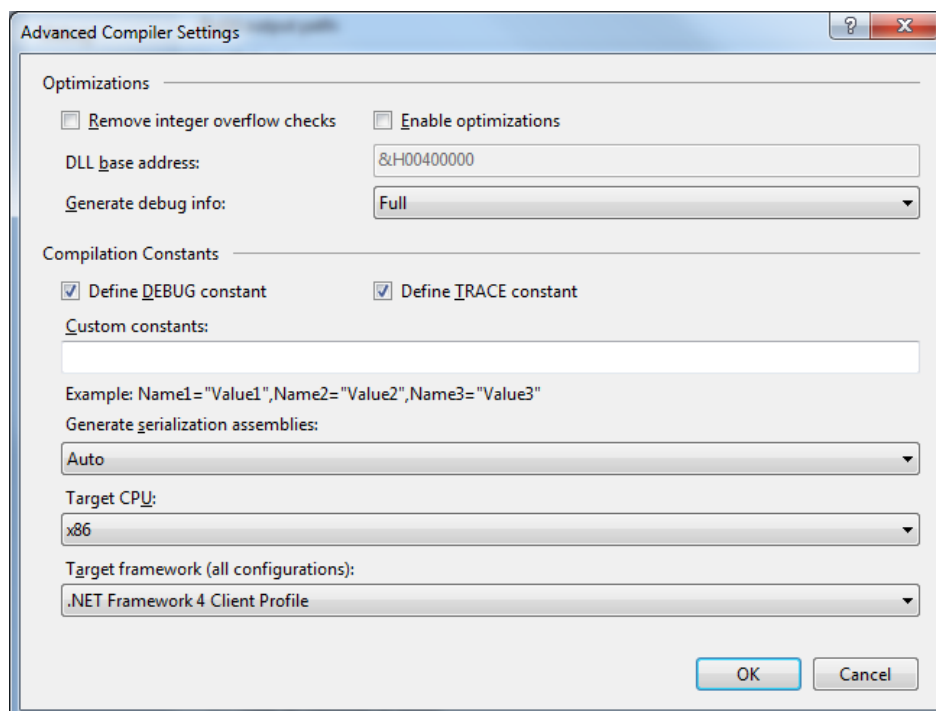 output path:
Advanced Compiler Settings
Optimizations
Remove integer overflow checks Enable optimizations
DLL base address: &H00400000
Generate debug info: Full
Compilation Constants
Define DEBUG constant Define TRACE constant
Custom constants:
Example: Name1="Value1",Name2="Value2",Name3="Value3"
Generate serialization assemblies:
Auto
Target CPU:
x86
Target framework (all configurations):
.NET Framework 4 Client Profile
OK Cancel